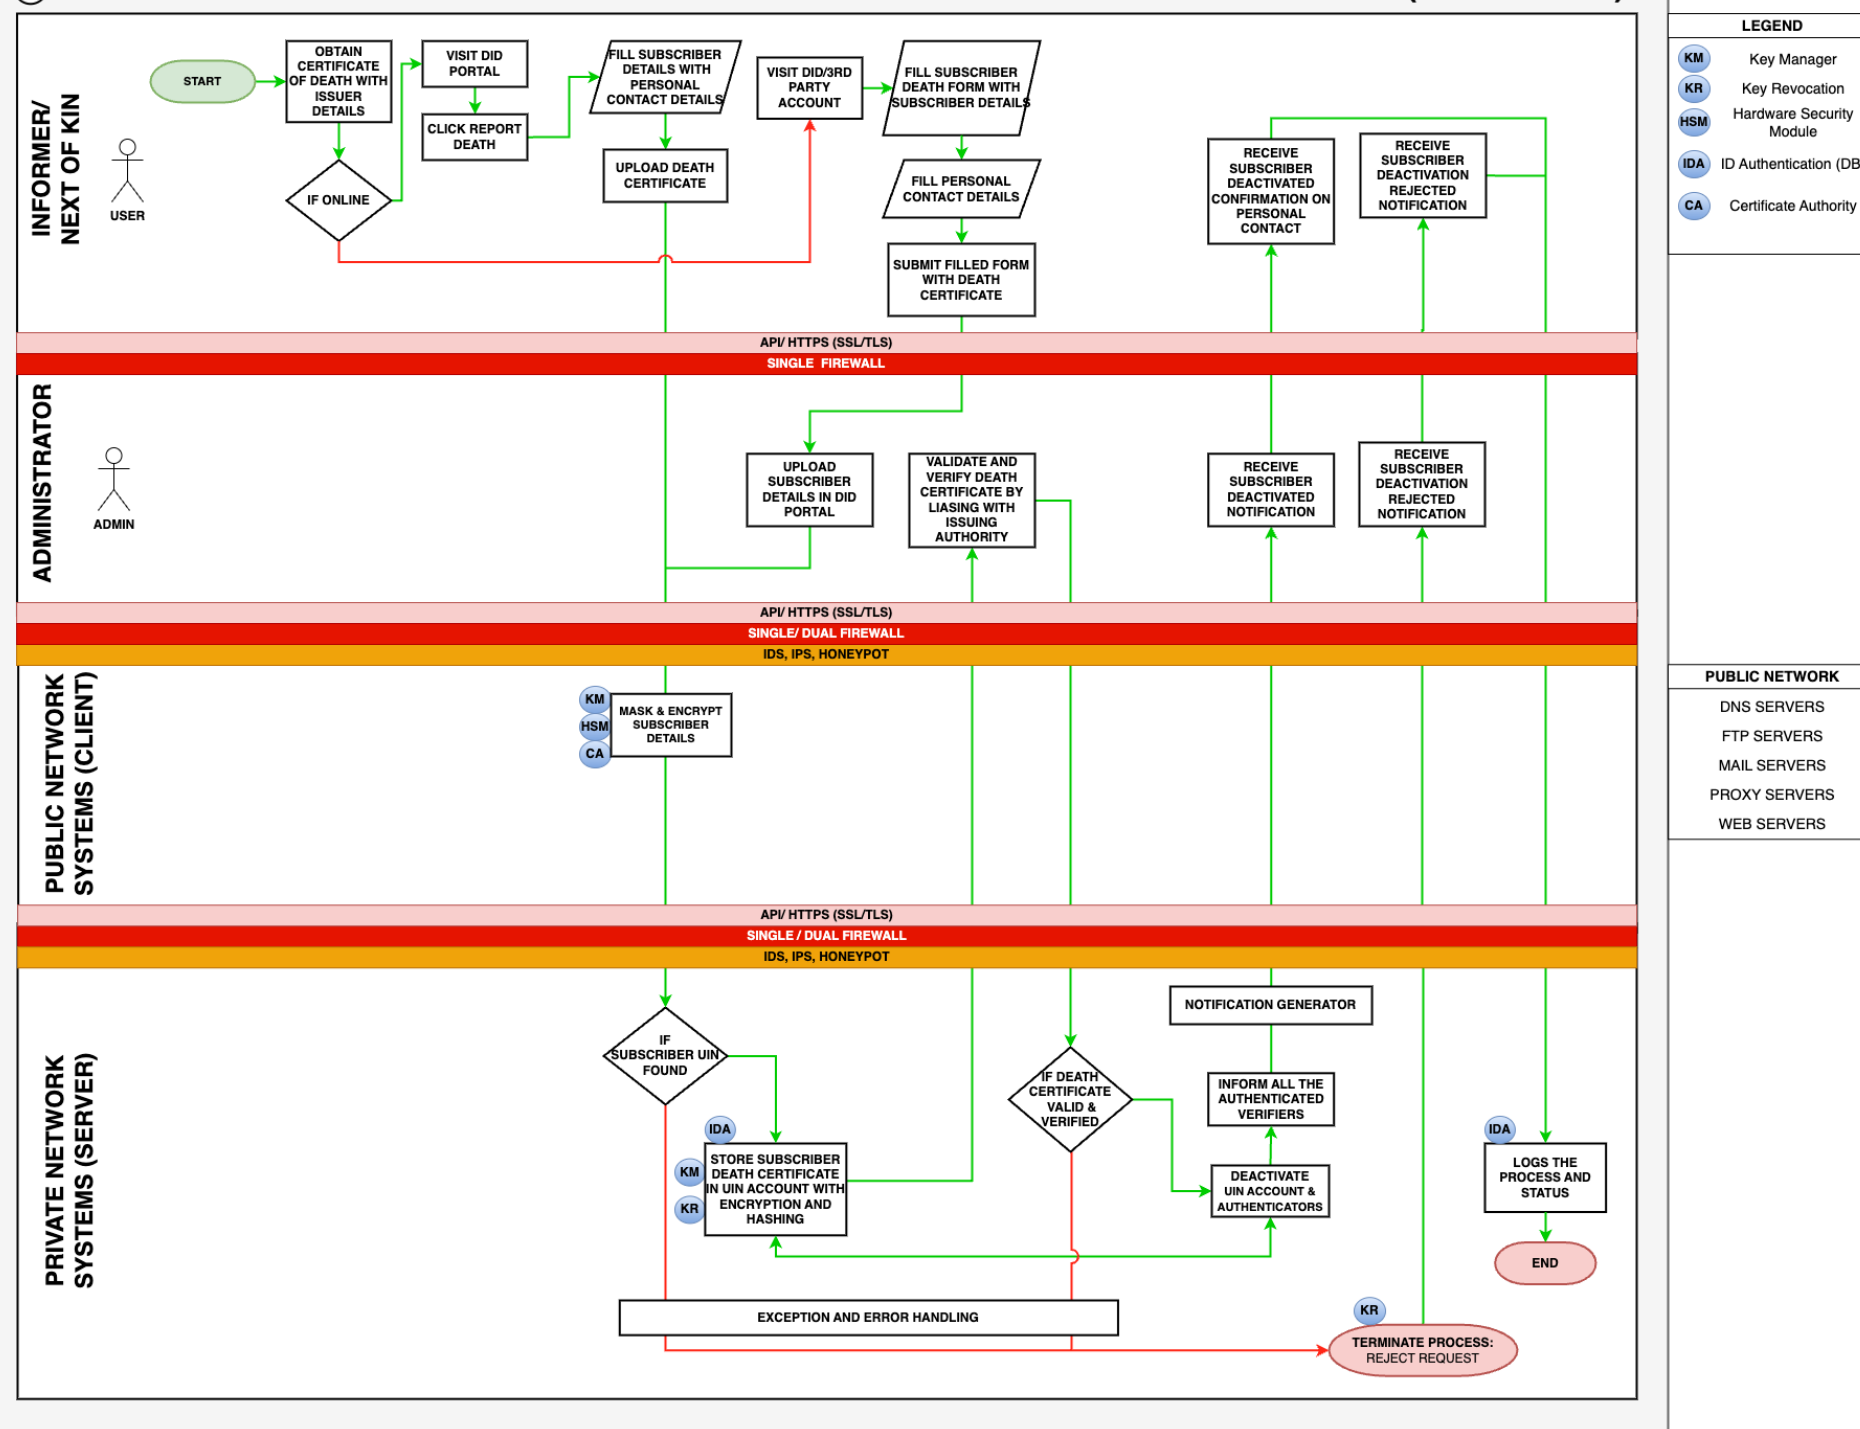 INFORMER/
NEXT OF KIN
USER
START
OBTAIN
CERTIFICATE
OF DEATH WITH
ISSUER
DETAILS
IF ONLINE
VISIT DID
PORTAL
CLICK REPORT
DEATH
FILL SUBSCRIBER
DETAILS WITH
PERSONAL
CONTACT DETAILS
UPLOAD DEATH
CERTIFICATE
VISIT DID/3RD
PARTY
ACCOUNT
FILL SUBSCRIBER
DEATH FORM WITH
SUBSCRIBER DETAILS
FILL PERSONAL
CONTACT DETAILS
SUBMIT FILLED FORM
WITH DEATH
CERTIFICATE
RECEIVE
SUBSCRIBER
DEACTIVATED
CONFIRMATION ON
PERSONAL
CONTACT
RECEIVE
SUBSCRIBER
DEACTIVATION
REJECTED
NOTIFICATION
API/ HTTPS (SSL/TLS)
SINGLE FIREWALL
ADMINISTRATOR
ADMIN
UPLOAD
SUBSCRIBER
DETAILS IN DID
PORTAL
VALIDATE AND
VERIFY DEATH
CERTIFICATE BY
LIASING WITH
ISSUING
AUTHORITY
RECEIVE
SUBSCRIBER
DEACTIVATED
NOTIFICATION
RECEIVE
SUBSCRIBER
DEACTIVATION
REJECTED
NOTIFICATION
API/ HTTPS (SSL/TLS)
SINGLE/ DUAL FIREWALL
IDS, IPS, HONEYPOT
PUBLIC NETWORK
SYSTEMS (CLIENT)
KM
HSM
CA
MASK & ENCRYPT
SUBSCRIBER
DETAILS
API/ HTTPS (SSL/TLS)
SINGLE / DUAL FIREWALL
IDS, IPS, HONEYPOT
PRIVATE NETWORK
SYSTEMS (SERVER)
IF
SUBSCRIBER UIN
FOUND
IDA
KM
KR
STORE SUBSCRIBER
DEATH CERTIFICATE
IN UIN ACCOUNT WITH
ENCRYPTION AND
HASHING
IF DEATH
CERTIFICATE
VALID &
VERIFIED
NOTIFICATION GENERATOR
INFORM ALL THE
AUTHENTICATED
VERIFIERS
DEACTIVATE
UIN ACCOUNT &
AUTHENTICATORS
IDA
LOGS THE
PROCESS AND
STATUS
END
EXCEPTION AND ERROR HANDLING
KR
TERMINATE PROCESS:
REJECT REQUEST
LEGEND
KM Key Manager
KR Key Revocation
HSM Hardware Security
Module
IDA ID Authentication (DB
CA Certificate Authority
PUBLIC NETWORK
DNS SERVERS
FTP SERVERS
MAIL SERVERS
PROXY SERVERS
WEB SERVERS